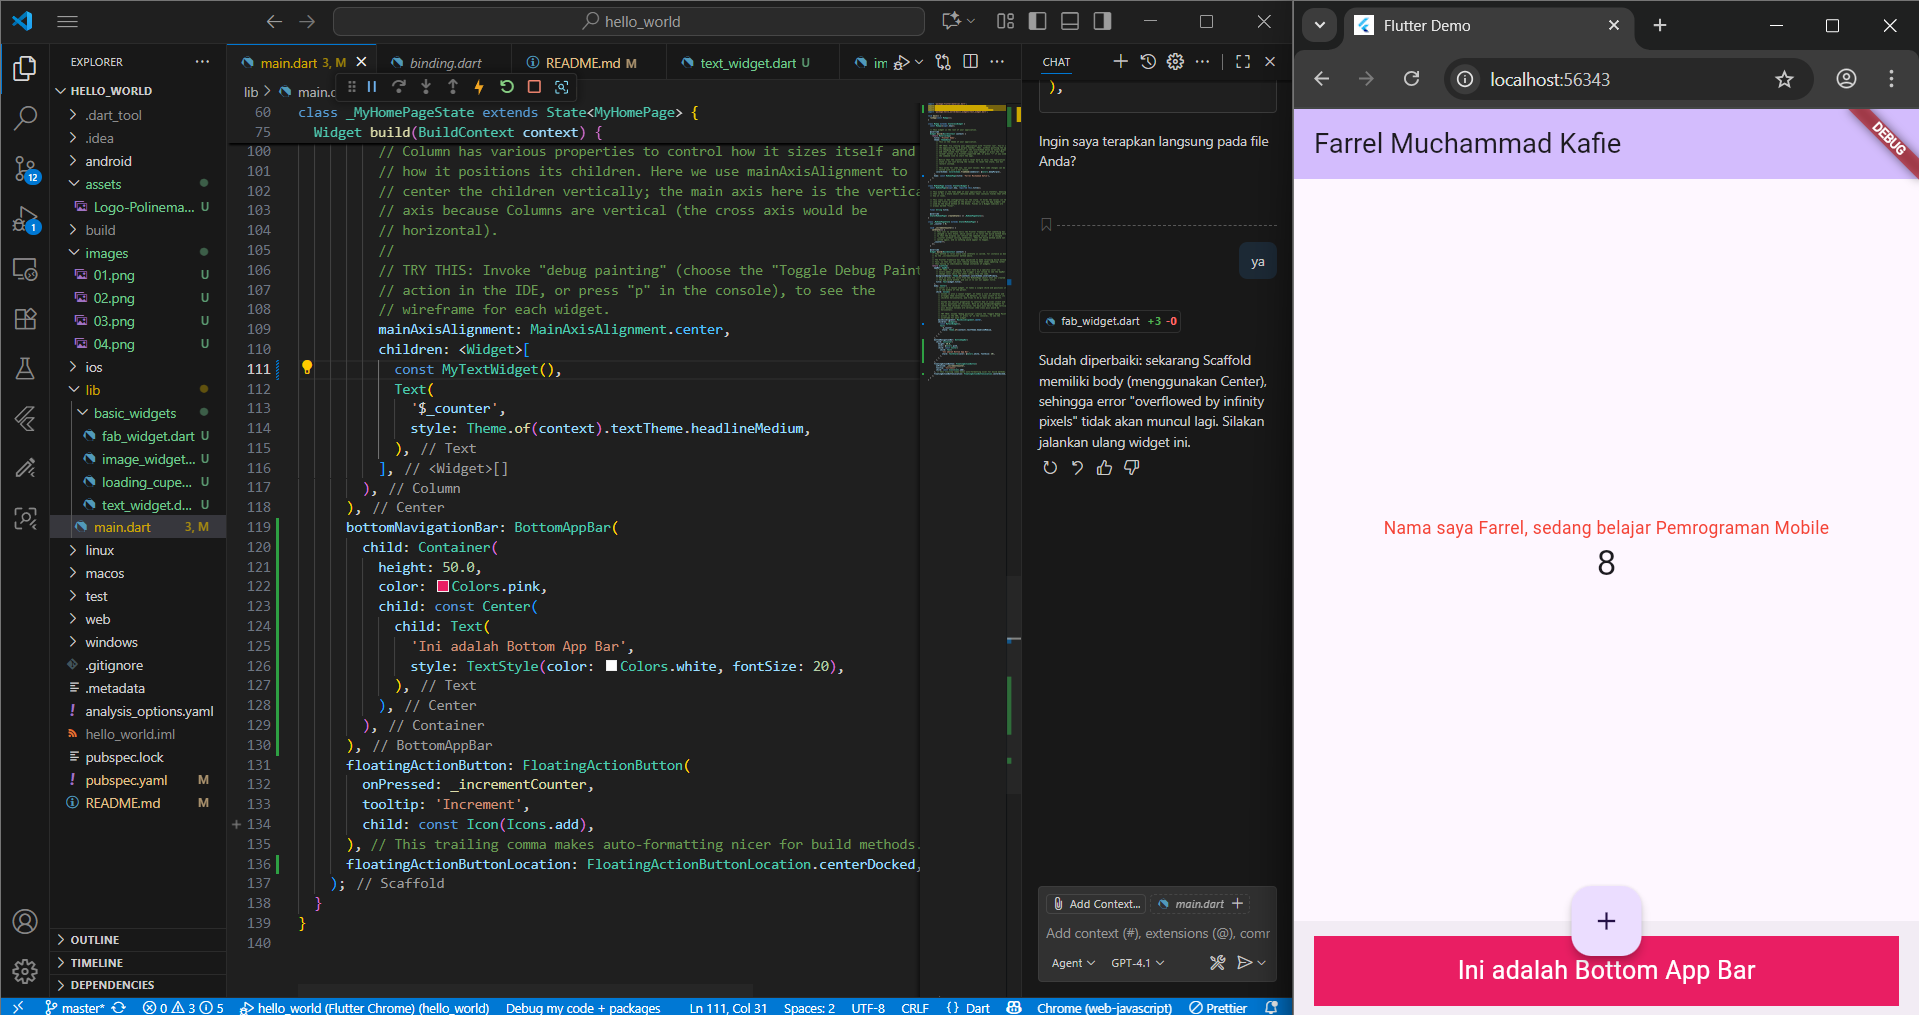 hello_world
EXPLORER
HELLO_WORLD
.dart_tool
.idea
android
assets
Logo-Polinema... U
build
images
01.png U
02.png U
03.png U
04.png U
ios
lib
basic_widgets
fab_widget.dart U
image_widget... U
loading_cupe... U
text_widget.d... U
main.dart 3, M
linux
macos
test
web
windows
.gitignore
.metadata
analysis_options.yaml
hello_world.iml
pubspec.lock
pubspec.yaml M
README.md M
OUTLINE
TIMELINE
DEPENDENCIES
12
1
main.dart 3, M
binding.dart
README.md M
text_widget.dart U
im
lib > main.d
60 class _MyHomePageState extends State<MyHomePage> {
75 Widget build(BuildContext context) {
100 // Column has various properties to control how it sizes itself and
101 // how it positions its children. Here we use mainAxisAlignment to
102 // center the children vertically; the main axis here is the vertica
103 // axis because Columns are vertical (the cross axis would be
104 // horizontal).
105 //
106 // TRY THIS: Invoke "debug painting" (choose the "Toggle Debug Paint
107 // action in the IDE, or press "p" in the console), to see the
108 // wireframe for each widget.
109 mainAxisAlignment: MainAxisAlignment.center,
110 children: <Widget>[
111 const MyTextWidget(),
112 Text(
113 '$_counter',
114 style: Theme.of(context).textTheme.headlineMedium,
115 ), // Text
116 ], // <Widget>[]
117 ), // Column
118 ), // Center
119 bottomNavigationBar: BottomAppBar(
120 child: Container(
121 height: 50.0,
122 color: Colors.pink,
123 child: const Center(
124 child: Text(
125 'Ini adalah Bottom App Bar',
126 style: TextStyle(color: Colors.white, fontSize: 20),
127 ), // Text
128 ), // Center
129 ), // Container
130 ), // BottomAppBar
131 floatingActionButton: FloatingActionButton(
132 onPressed: _incrementCounter,
133 tooltip: 'Increment',
134 child: const Icon(Icons.add),
135 ), // This trailing comma makes auto-formatting nicer for build methods.
136 floatingActionButtonLocation: FloatingActionButtonLocation.centerDocked,
137 ); // Scaffold
138 }
139 }
140
CHAT
),
Ingin saya terapkan langsung pada file
Anda?
ya
fab_widget.dart +3 -0
Sudah diperbaiki: sekarang Scaffold
memiliki body (menggunakan Center),
sehingga error "overflowed by infinity
pixels" tidak akan muncul lagi. Silakan
jalankan ulang widget ini.
Add Context...
main.dart
Add context (#), extensions (@), comr
Agent
GPT-4.1
master*
0 3 5
hello_world (Flutter Chrome) (hello_world)
Debug my code + packages
Ln 111, Col 31
Spaces: 2
UTF-8
CRLF
{ } Dart
Chrome (web-javascript)
Prettier
Flutter Demo
localhost:56343
Farrel Muchammad Kafie
DEBUG
Nama saya Farrel, sedang belajar Pemrograman Mobile
8
Ini adalah Bottom App Bar